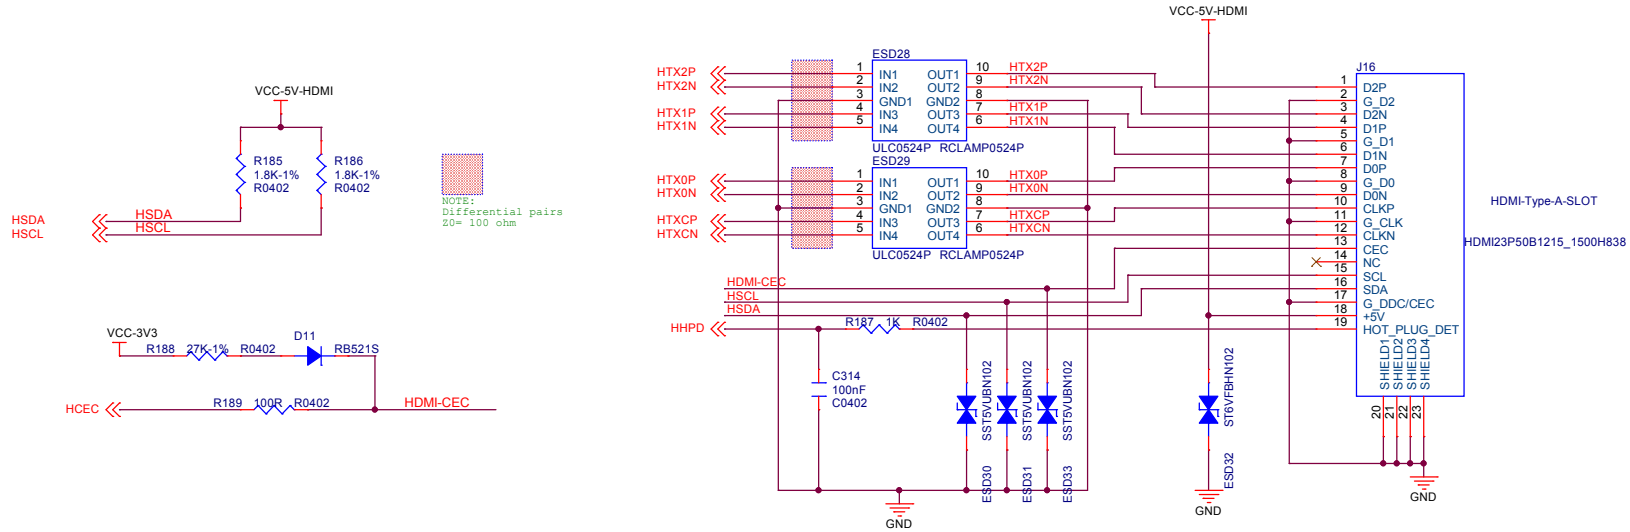 VCC-5V-HDMI
R185
1.8K-1%
R0402
R186
1.8K-1%
R0402
HSDA
HSDA
HSCL
HSCL
NOTE:
Differential pairs
Z0= 100 ohm
VCC-3V3
R188 27K-1% R0402
D11
RB521S
HCEC
R189 100R R0402
HDMI-CEC
VCC-5V-HDMI
ESD28
HTX2P 1 IN1 OUT1 10 HTX2P
HTX2N 2 IN2 OUT2 9 HTX2N
3 GND1 GND2 8
HTX1P 4 IN3 OUT3 7 HTX1P
HTX1N 5 IN4 OUT4 6 HTX1N
ULC0524P RCLAMP0524P
ESD29
HTX0P 1 IN1 OUT1 10 HTX0P
HTX0N 2 IN2 OUT2 9 HTX0N
3 GND1 GND2 8
HTXCP 4 IN3 OUT3 7 HTXCP
HTXCN 5 IN4 OUT4 6 HTXCN
ULC0524P RCLAMP0524P
HDMI-CEC
HSCL
HSDA
HHPD
R187 1K R0402
C314
100nF
C0402
SST5VUBN102
ESD30
SST5VUBN102
ESD31
SST5VUBN102
ESD33
GND
ST6VFBHN102
ESD32
GND
J16
1 D2P
2 G_D2
3 D2N
4 D1P
5 G_D1
6 D1N
7 D0P
8 G_D0
9 D0N
10 CLKP
11 G_CLK
12 CLKN
13 CEC
14 NC
15 SCL
16 SDA
17 G_DDC/CEC
18 +5V
19 HOT_PLUG_DET
SHIELD1
SHIELD2
SHIELD3
SHIELD4
20
21
22
23
GND
HDMI-Type-A-SLOT
HDMI23P50B1215_1500H838